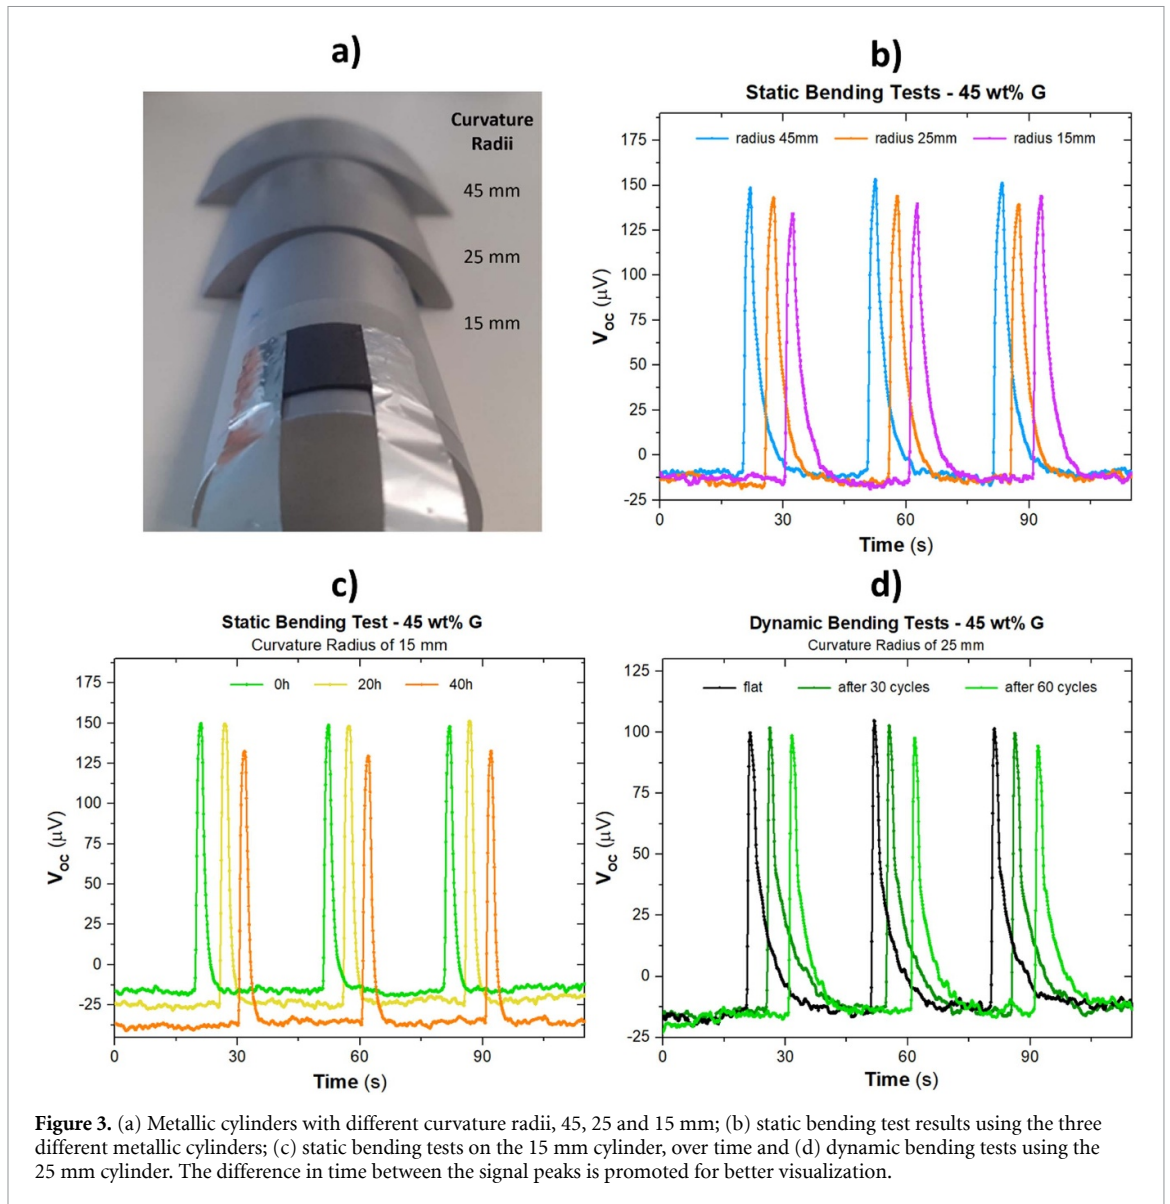 a)
Curvature
Radii
45 mm
25 mm
15 mm
b)
Static Bending Tests - 45 wt% G
radius 45mm radius 25mm radius 15mm
175
150
125
100
75
50
25
0
-25
V_OC (μV)
0 30 60 90
Time (s)
c)
Static Bending Test - 45 wt% G
Curvature Radius of 15 mm
0h 20h 40h
175
150
125
100
75
50
25
0
-25
V_OC (μV)
0 30 60 90
Time (s)
d)
Dynamic Bending Tests - 45 wt% G
Curvature Radius of 25 mm
flat after 30 cycles after 60 cycles
125
100
75
50
25
0
-25
V_OC (μV)
0 30 60 90
Time (s)
Figure 3. (a) Metallic cylinders with different curvature radii, 45, 25 and 15 mm; (b) static bending test results using the three
different metallic cylinders; (c) static bending tests on the 15 mm cylinder, over time and (d) dynamic bending tests using the
25 mm cylinder. The difference in time between the signal peaks is promoted for better visualization.